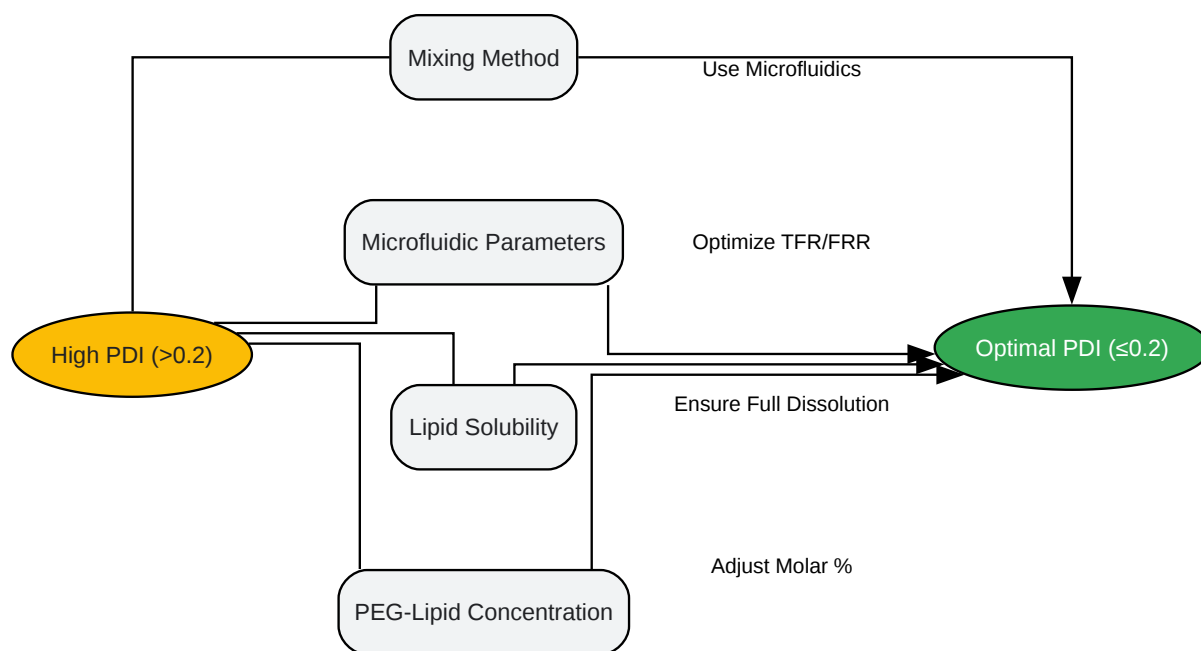 Mixing Method
Use Microfluidics
Microfluidic Parameters
Optimize TFR/FRR
High PDI (>0.2)
Optimal PDI (≤0.2)
Lipid Solubility
Ensure Full Dissolution
PEG-Lipid Concentration
Adjust Molar %